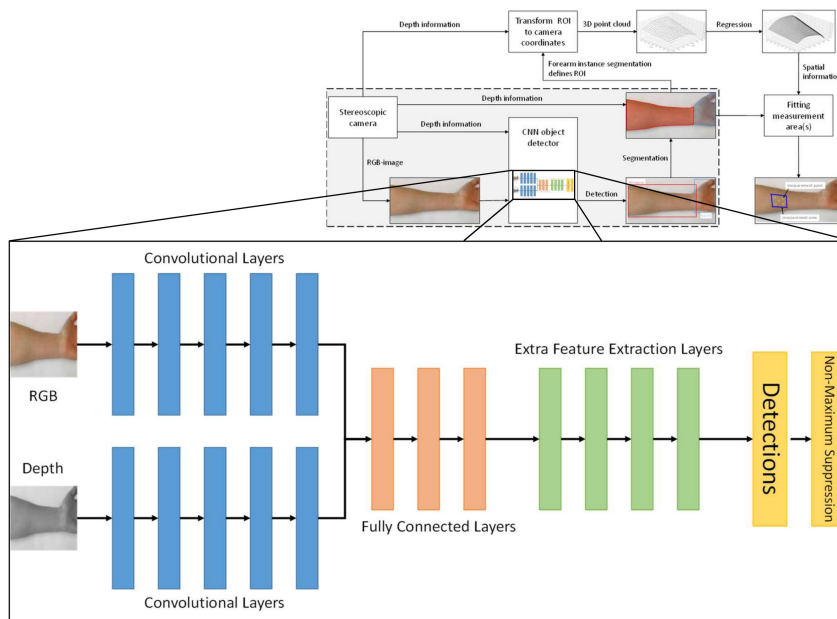 Depth information
Transform ROI
to camera
coordinates
3D point cloud
Regression
Forearm instance segmentation
defines ROI
Spatial
information
Stereoscopic
camera
Depth information
Depth information
CNN object
detector
Fitting
measurement
area(s)
RGB-image
Segmentation
Detection
Convolutional Layers
RGB
Extra Feature Extraction Layers
Detections
Non-Maximum
Suppression
Depth
Fully Connected Layers
Convolutional Layers